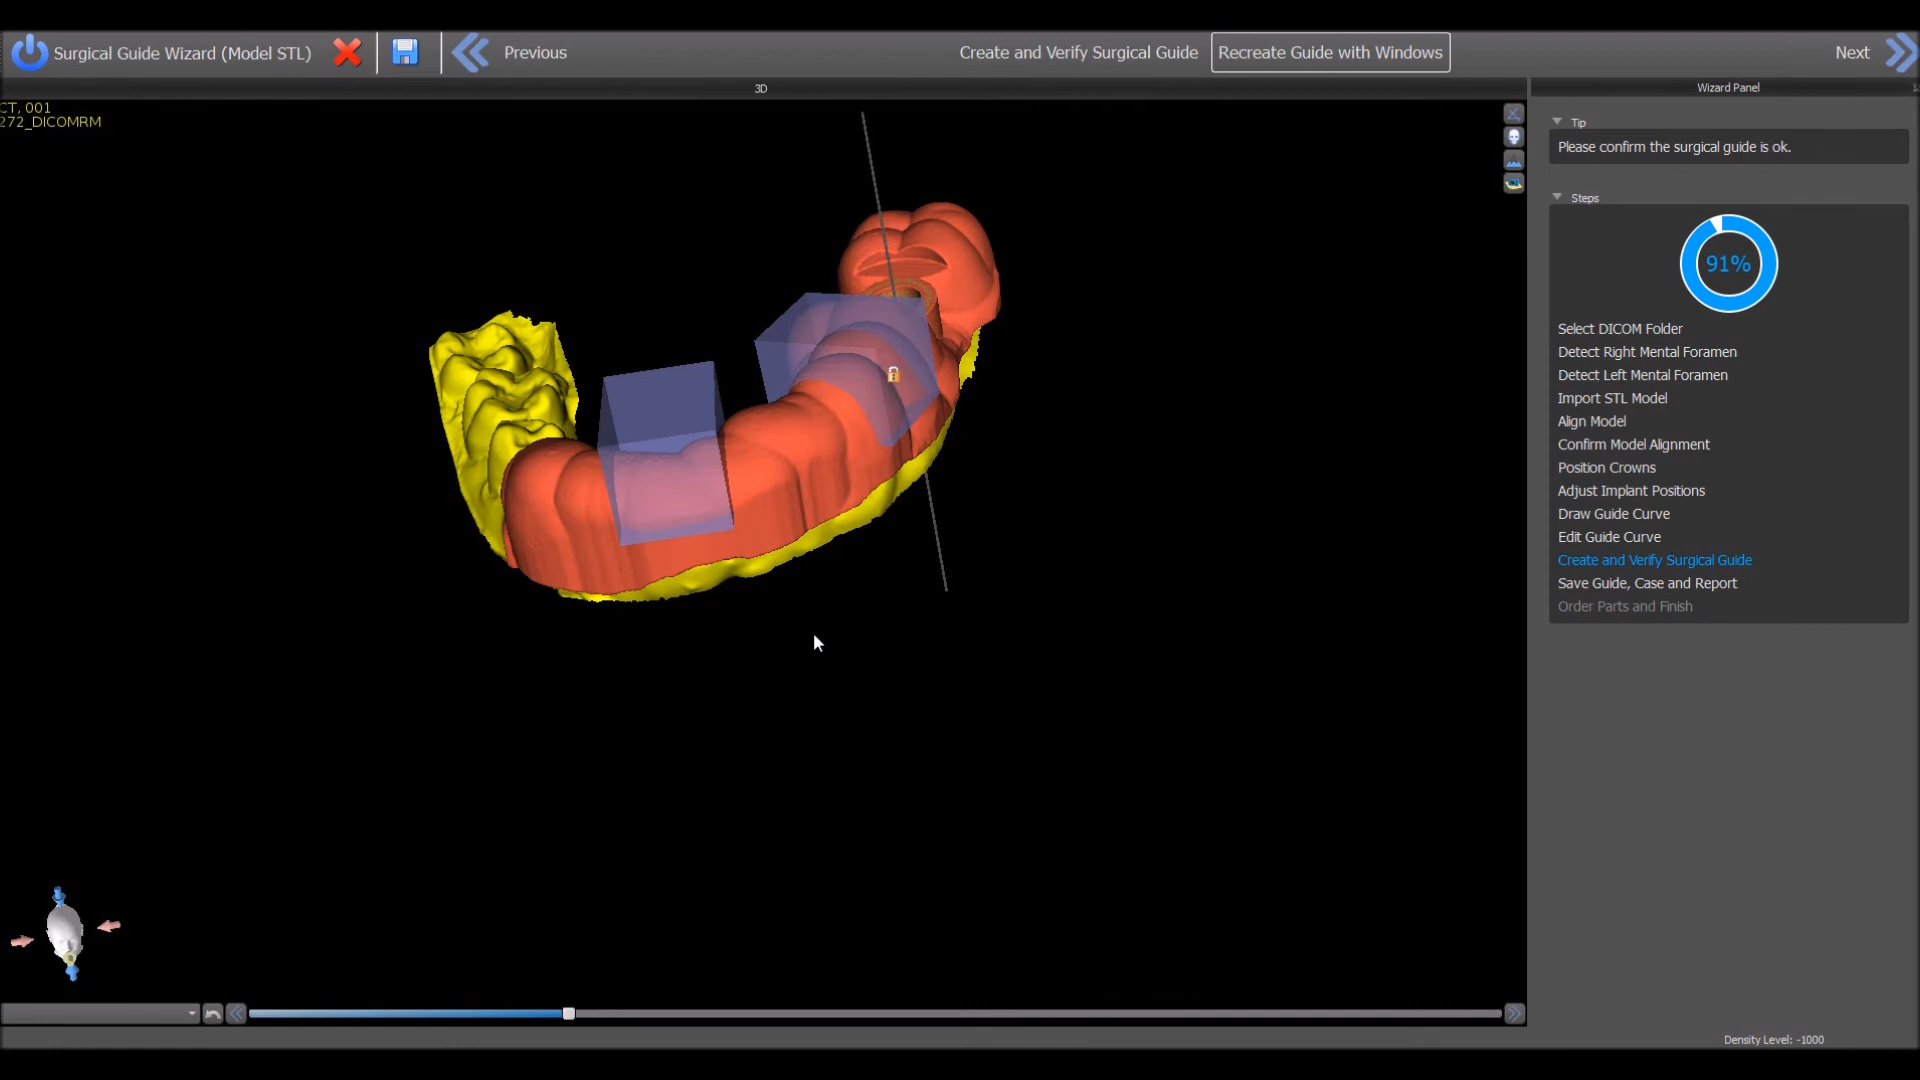 Surgical Guide Wizard (Model STL)
Previous
Create and Verify Surgical Guide
Recreate Guide with Windows
Next
3D
Wizard Panel
CT, 001
272_DICOMRM
Tip
Please confirm the surgical guide is ok.
Steps
91%
Select DICOM Folder
Detect Right Mental Foramen
Detect Left Mental Foramen
Import STL Model
Align Model
Confirm Model Alignment
Position Crowns
Adjust Implant Positions
Draw Guide Curve
Edit Guide Curve
Create and Verify Surgical Guide
Save Guide, Case and Report
Order Parts and Finish
Density Level: -1000